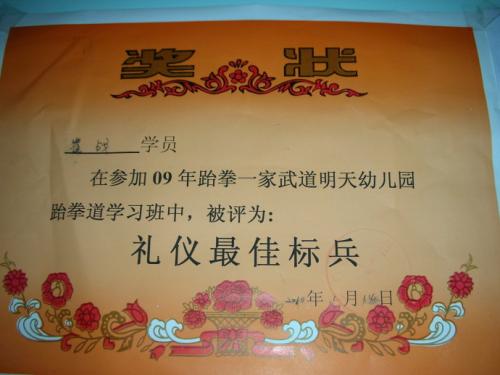 奖状
学员
在参加09年跆拳一家武道明天幼儿园
跆拳道学习班中，被评为：
礼仪最佳标兵
年 月 日